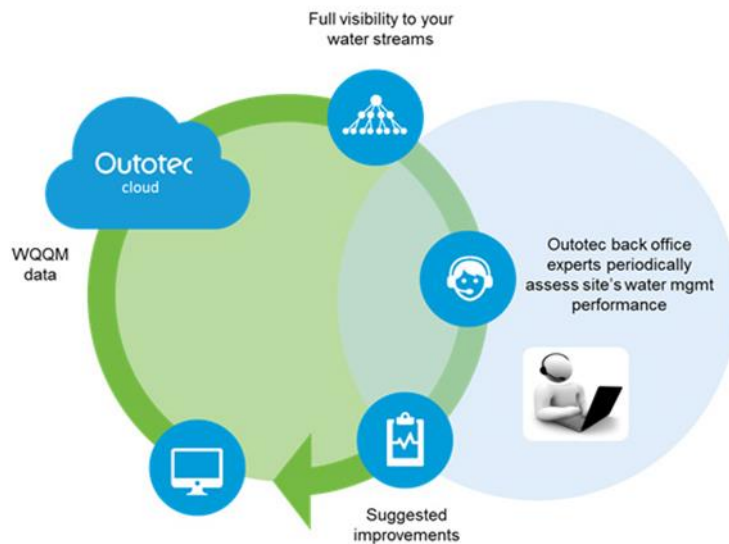 Full visibility to your
water streams
Outotec
cloud
WQQM
data
Outotec back office
experts periodically
assess site's water mgmt
performance
Suggested
improvements